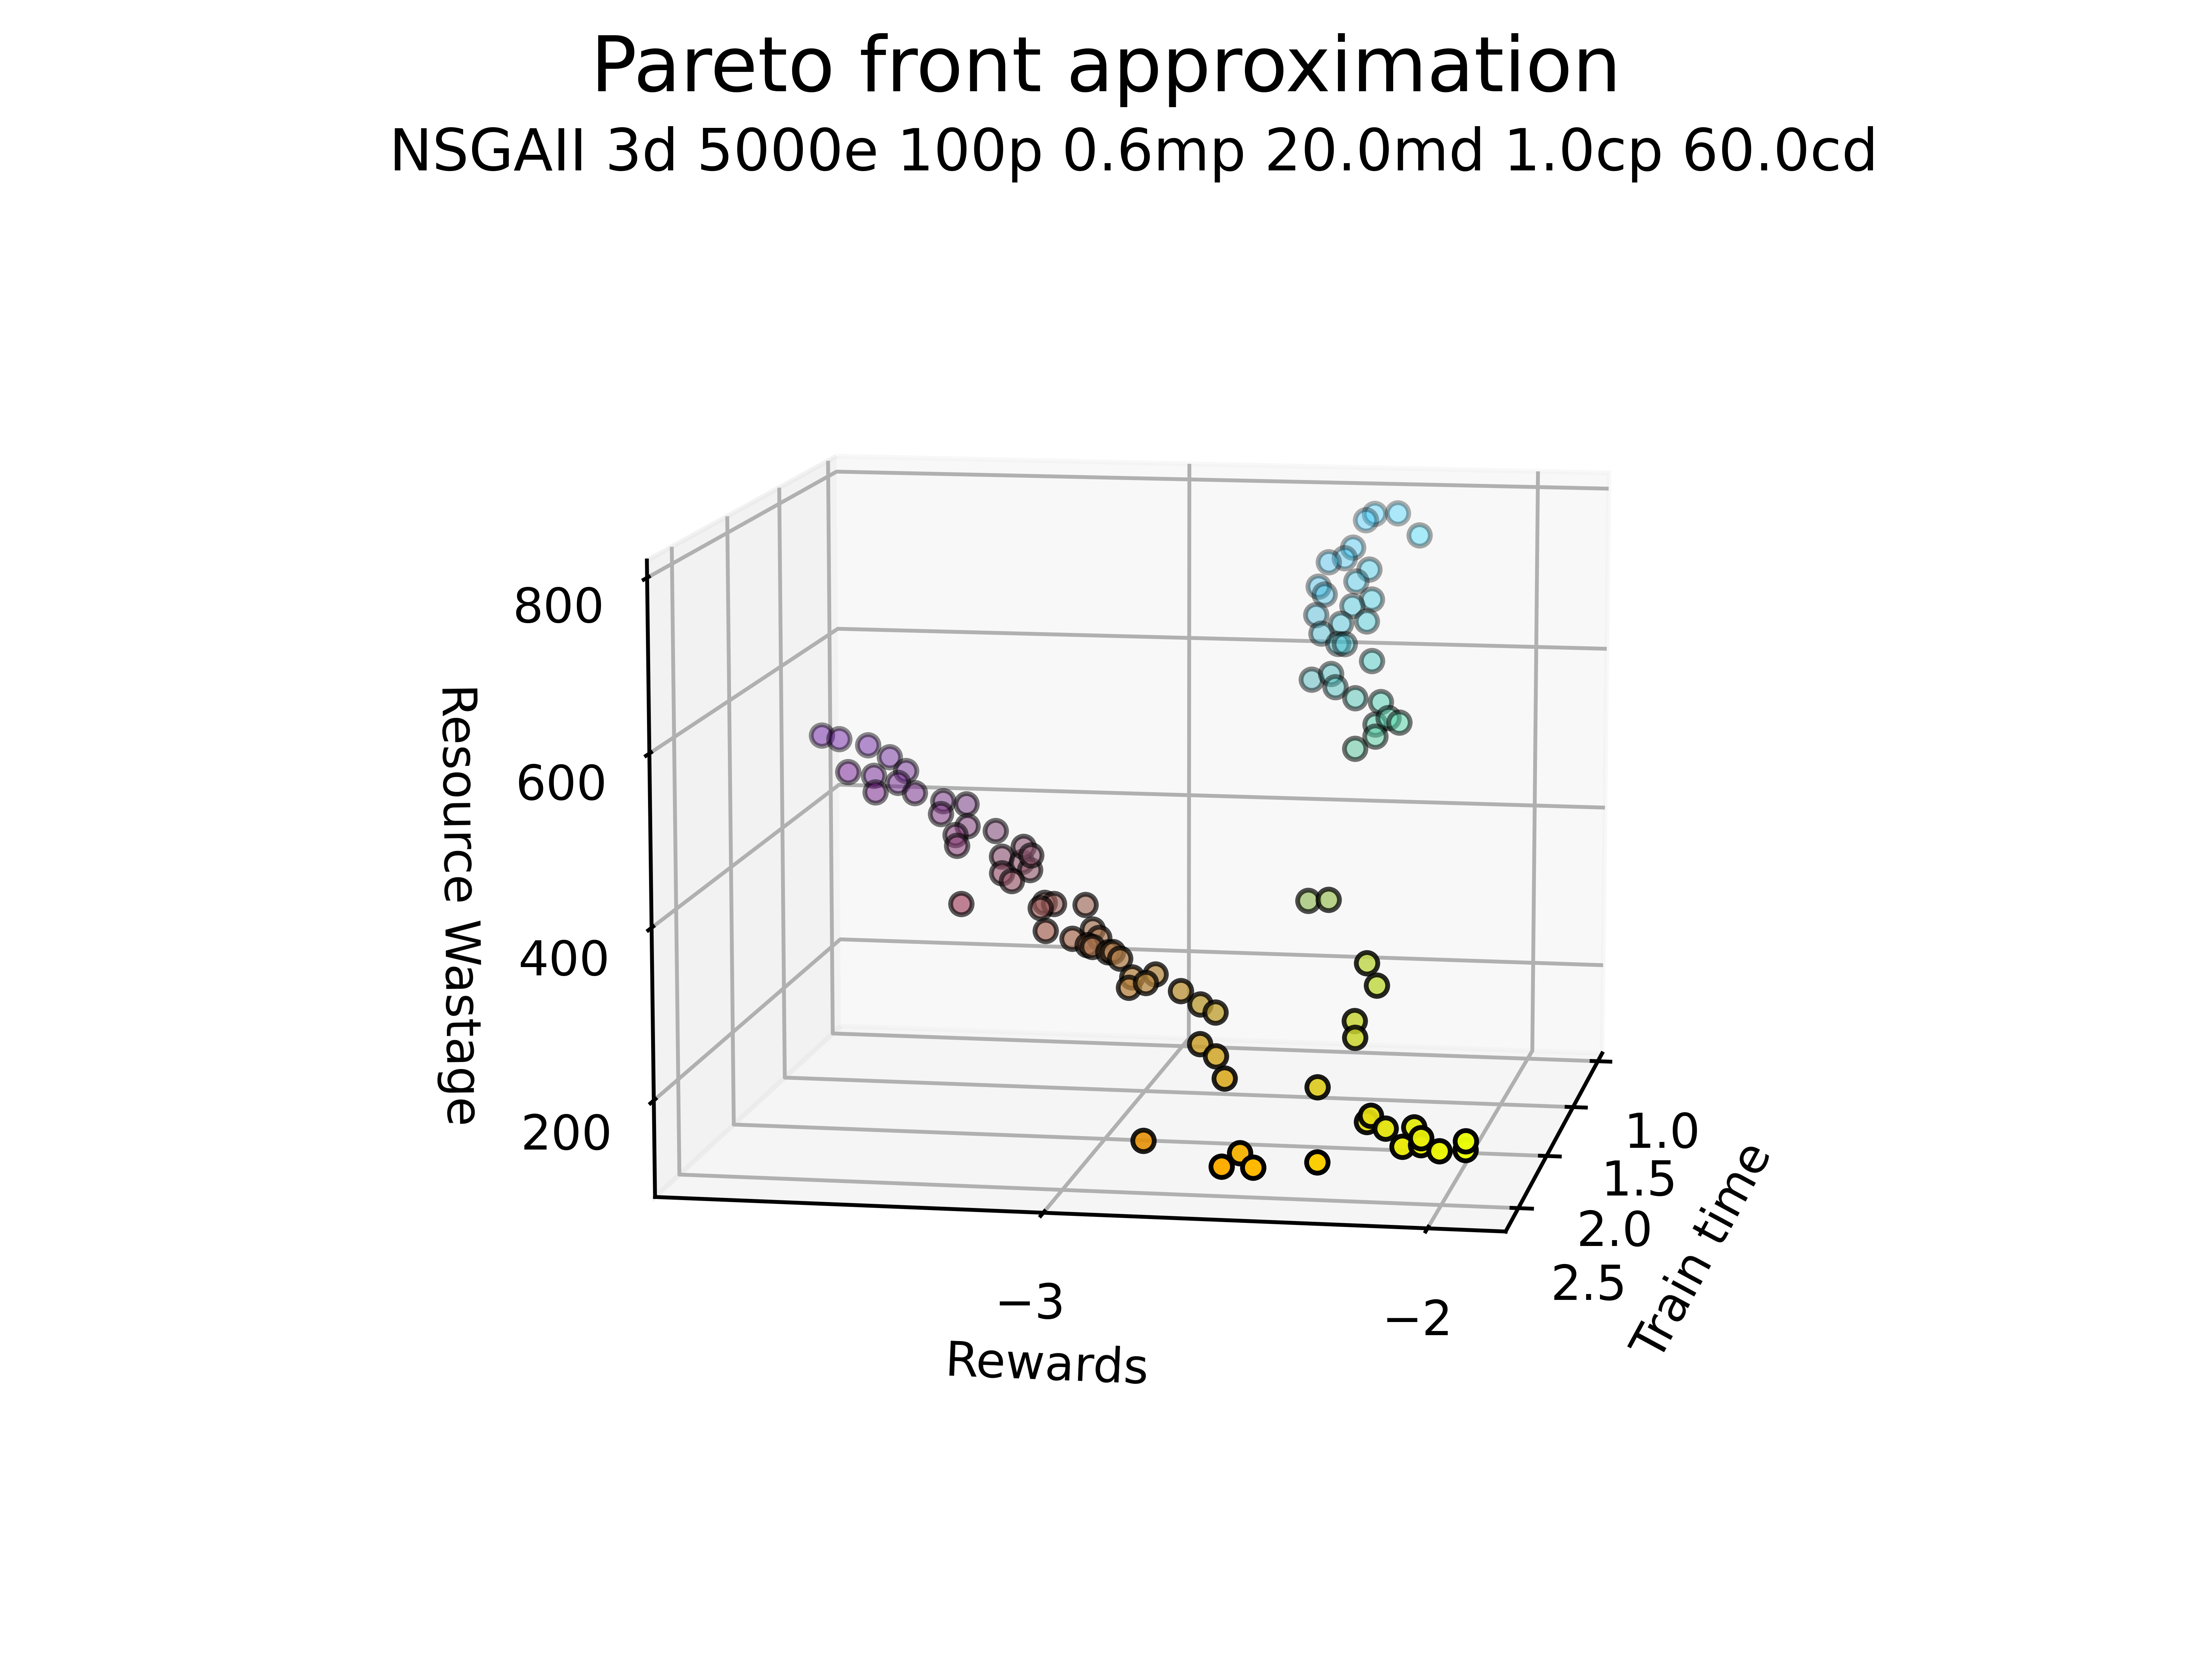 Pareto front approximation
NSGAII 3d 5000e 100p 0.6mp 20.0md 1.0cp 60.0cd
800
600
400
200
Resource Wastage
−3
−2
Rewards
1.0
1.5
2.0
2.5
Train time